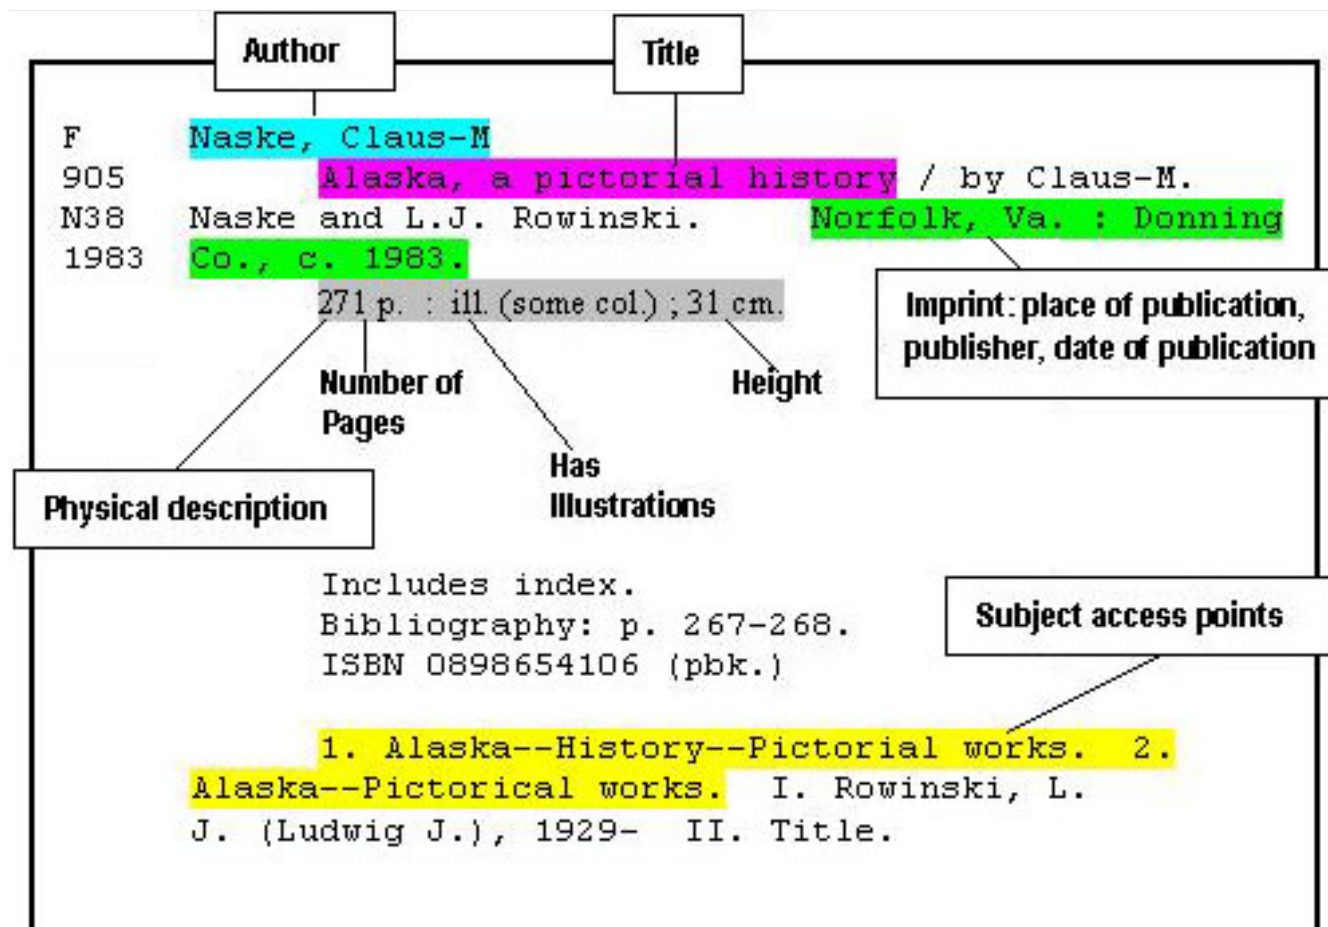 Author
Title
F Naske, Claus-M
905 Alaska, a pictorial history / by Claus-M.
N38 Naske and L.J. Rowinski. Norfolk, Va. : Donning
1983 Co., c. 1983.
271 p. : ill. (some col.) ; 31 cm.
Imprint: place of publication,
publisher, date of publication
Number of
Pages
Height
Has
Illustrations
Physical description
Includes index.
Bibliography: p. 267-268.
ISBN 0898654106 (pbk.)
Subject access points
1. Alaska--History--Pictorial works. 2.
Alaska--Pictorical works. I. Rowinski, L.
J. (Ludwig J.), 1929- II. Title.